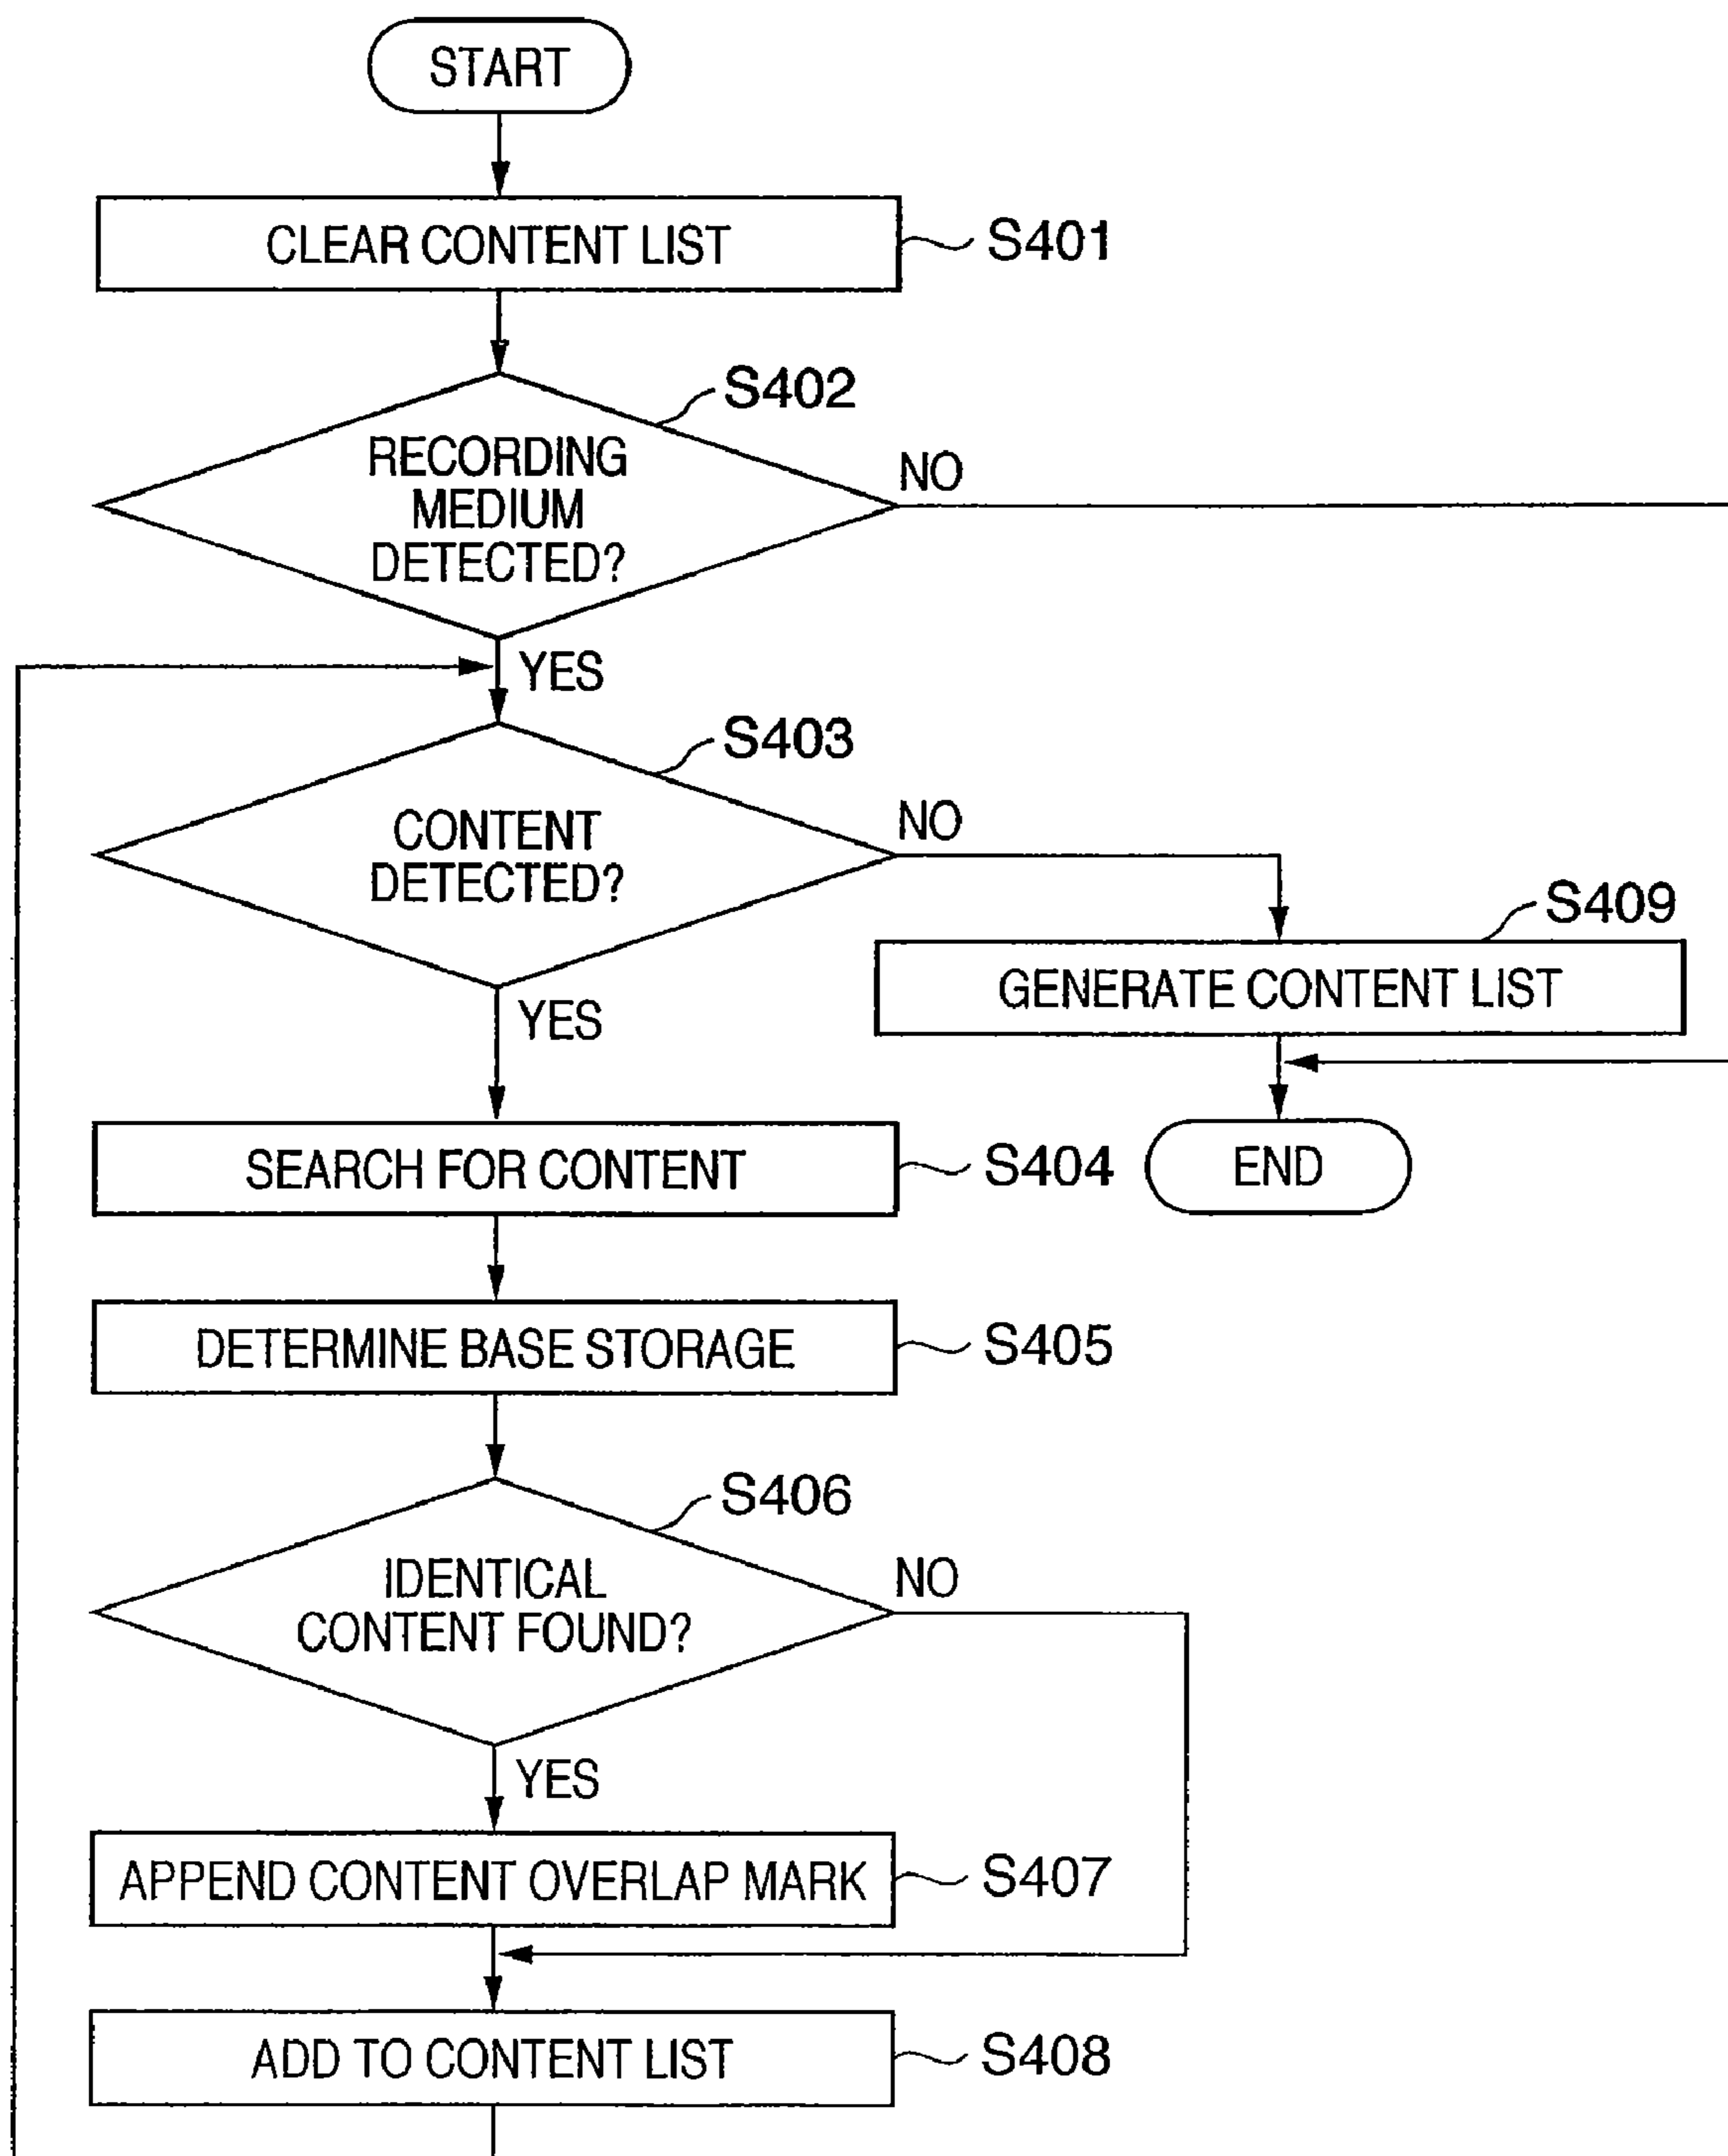 START
CLEAR CONTENT LIST
S401
S402
RECORDING
MEDIUM
DETECTED?
NO
YES
S403
CONTENT
DETECTED?
NO
S409
GENERATE CONTENT LIST
YES
SEARCH FOR CONTENT
S404
END
DETERMINE BASE STORAGE
S405
S406
IDENTICAL
CONTENT FOUND?
NO
YES
APPEND CONTENT OVERLAP MARK
S407
ADD TO CONTENT LIST
S408